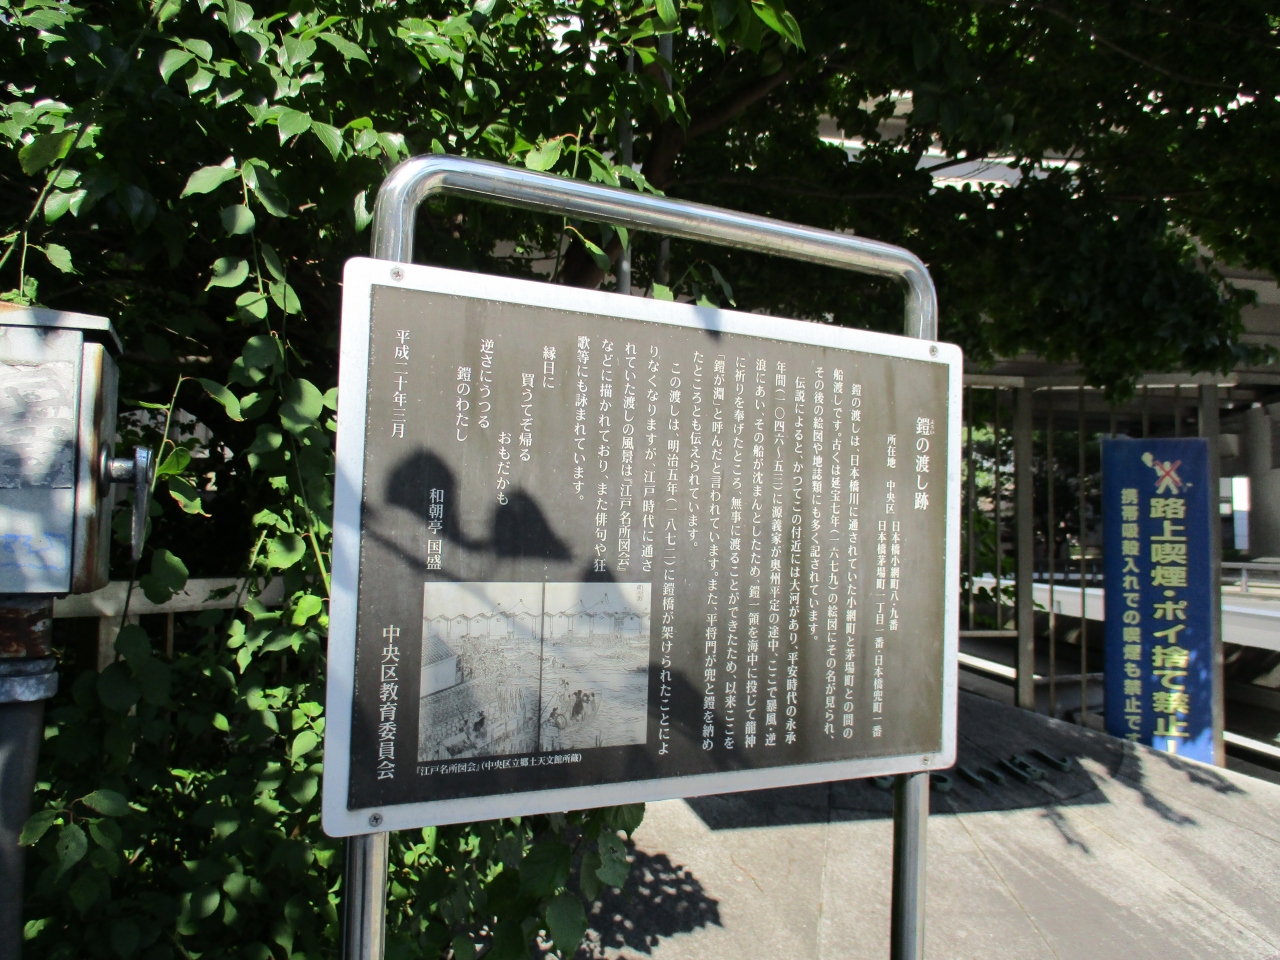 鎧の渡し跡
よろい
所在地 中央区 日本橋小網町八・九番
日本橋茅場町一丁目一番・日本橋兜町一番
鎧の渡しは、日本橋川に通されていた小網町と茅場町との間の
船渡しです。古くは延宝七年(一六七九)の絵図にその名が見られ、
その後の絵図や地誌類にも多く記されています。
伝説によると、かつてこの付近には大河があり、平安時代の永承
年間(一〇四六〜五三)に源義家が奥州平定の途中、ここで暴風・逆
浪にあい、その船が沈まんとしたため、鎧一領を海中に投じて龍神
に祈りを奉げたところ、無事に渡ることができたため、以来ここを
「鎧が淵」と呼んだと言われています。また、平将門が兜と鎧を納め
たところとも伝えられています。
この渡しは、明治五年(一八七二)に鎧橋が架けられたことによ
りなくなりますが、江戸時代に通さ
れていた渡しの風景は『江戸名所図会』
などに描かれており、また俳句や狂
歌等にも詠まれています。
縁日に
買うてぞ帰る
おもだかも
逆さにうつる
鎧のわたし
和朝亭国盛
平成二十年三月
中央区教育委員会
『江戸名所図会』(中央区立郷土天文館所蔵)
路上喫煙・ポイ捨て禁止!
携帯吸殻入れでの喫煙も禁止です